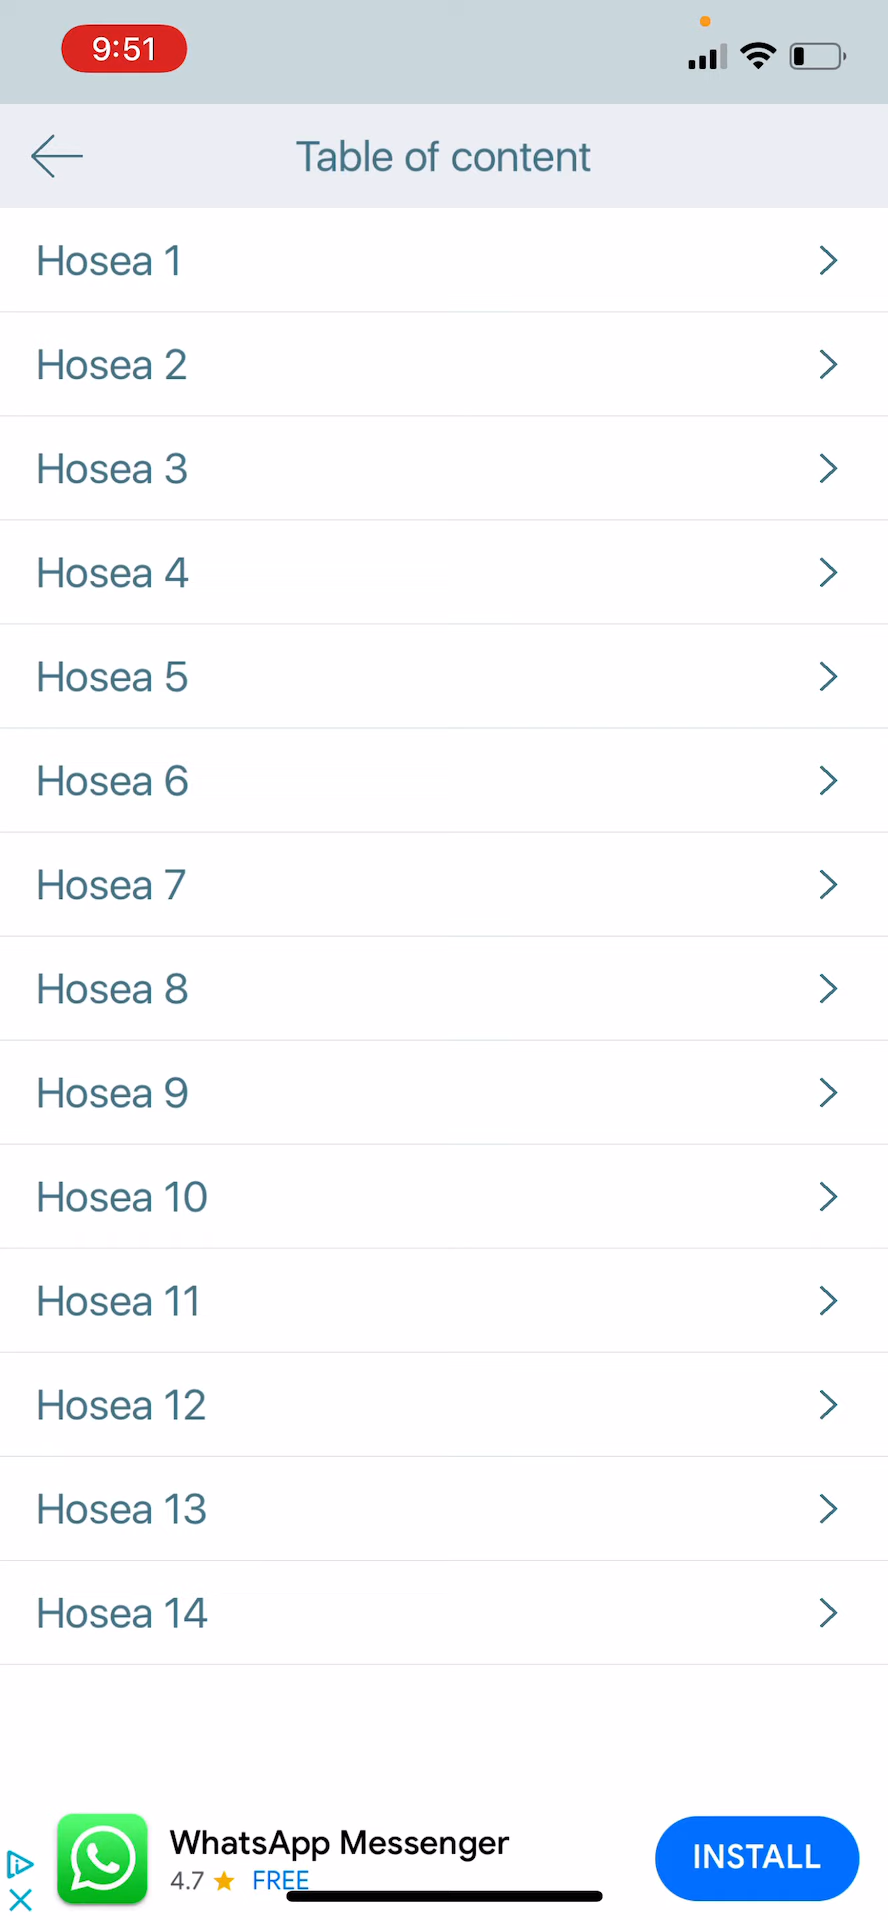 9:51
Table of content
Hosea 1
Hosea 2
Hosea 3
Hosea 4
Hosea 5
Hosea 6
Hosea 7
Hosea 8
Hosea 9
Hosea 10
Hosea 11
Hosea 12
Hosea 13
Hosea 14
WhatsApp Messenger
4.7 ★ FREE
INSTALL